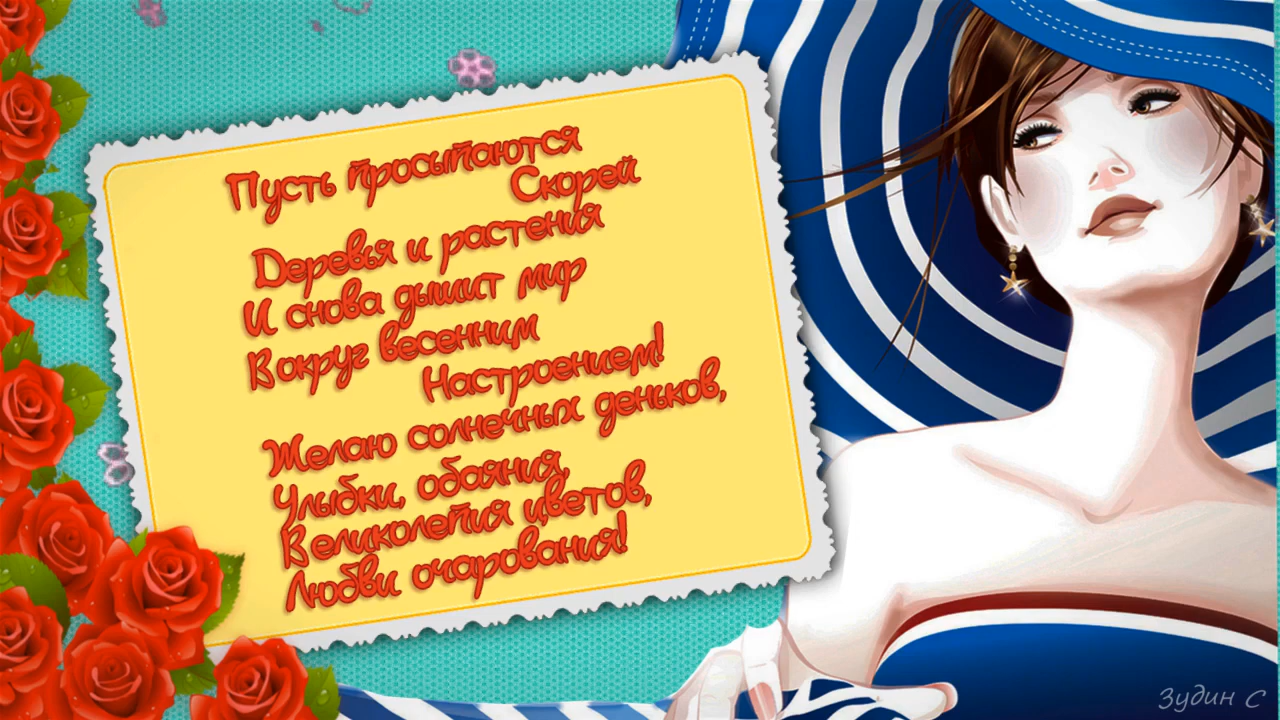 Пусть просыпаются
Скорей
Деревья и растения
И снова дышит мир
Вокруг весенним
Настроением!
Желаю солнечных деньков,
Улыбки, обаяния,
Великолепия цветов,
Любви очарования!
Зудин С